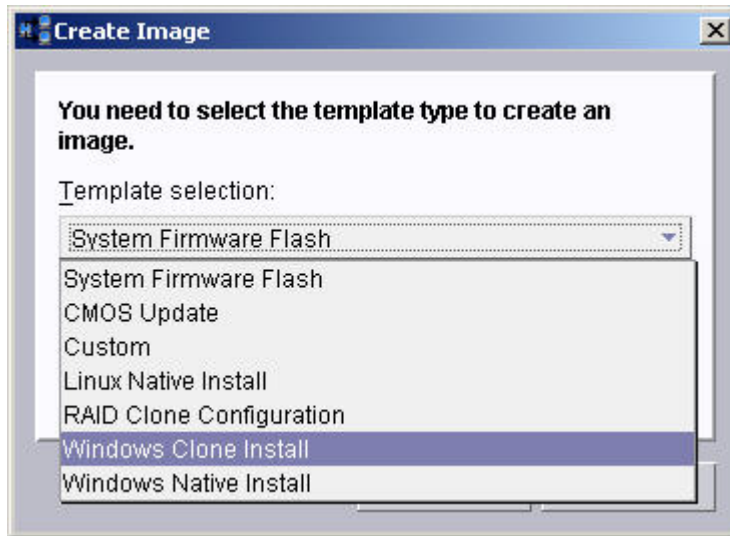 Create Image
You need to select the template type to create an
image.
Template selection:
System Firmware Flash
System Firmware Flash
CMOS Update
Custom
Linux Native Install
RAID Clone Configuration
Windows Clone Install
Windows Native Install